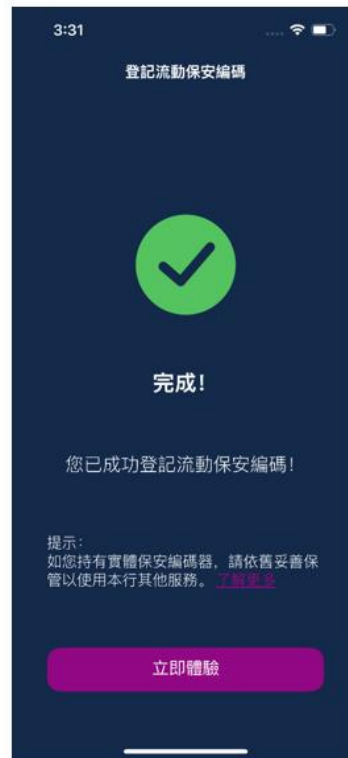 3:31
登記流動保安編碼
完成!
您已成功登記流動保安編碼!
提示:
如您持有實體保安編碼器, 請依舊妥善保
管以使用本行其他服務。 了解更多
立即體驗